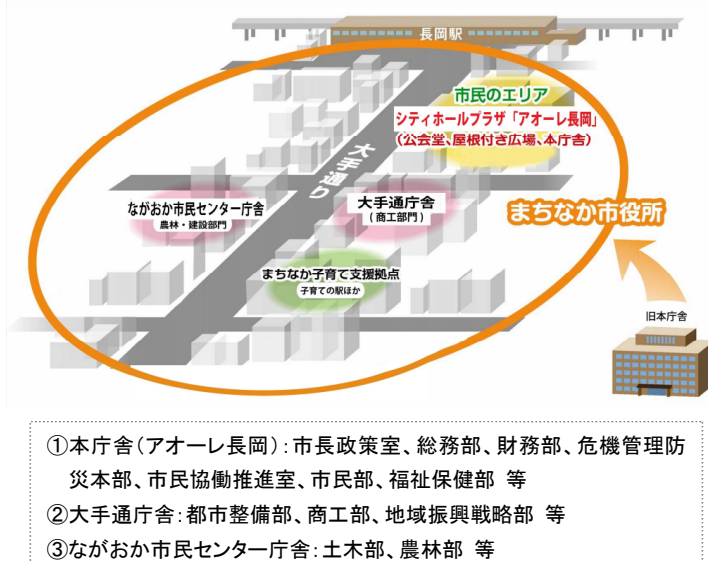 長岡駅
市民のエリア
シティホールプラザ「アオーレ長岡」
(公会堂、屋根付き広場、本庁舎)
大手通り
ながおか市民センター庁舎
農林・建設部門
大手通庁舎
(商工部門)
まちなか市役所
まちなか子育て支援拠点
子育ての駅ほか
旧本庁舎
①本庁舎(アオーレ長岡):市長政策室、総務部、財務部、危機管理防
災本部、市民協働推進室、市民部、福祉保健部 等
②大手通庁舎:都市整備部、商工部、地域振興戦略部 等
③ながおか市民センター庁舎:土木部、農林部 等